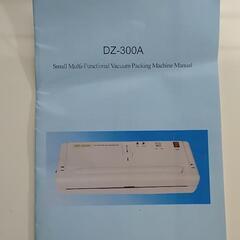 DZ-300A
Small Multi-Functional Vacuum Packing Machine Manual